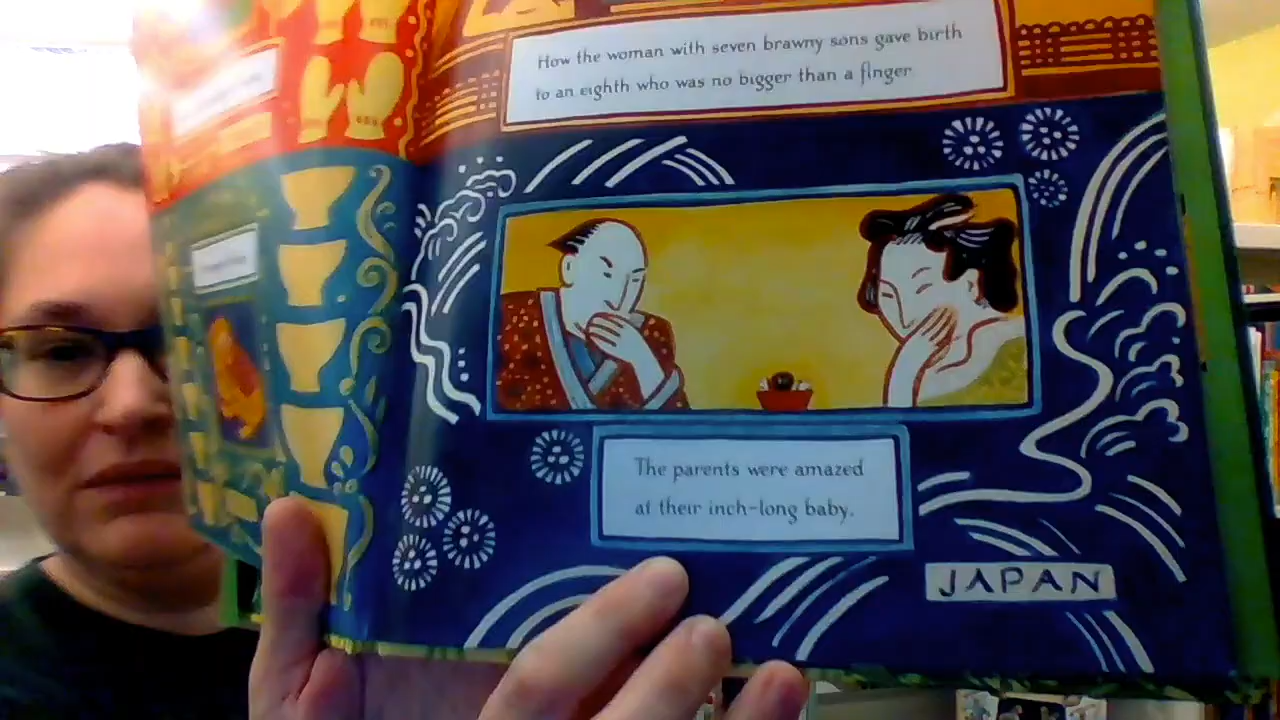 How the woman with seven brawny sons gave birth
to an eighth who was no bigger than a finger
The parents were amazed
at their inch-long baby.
JAPAN